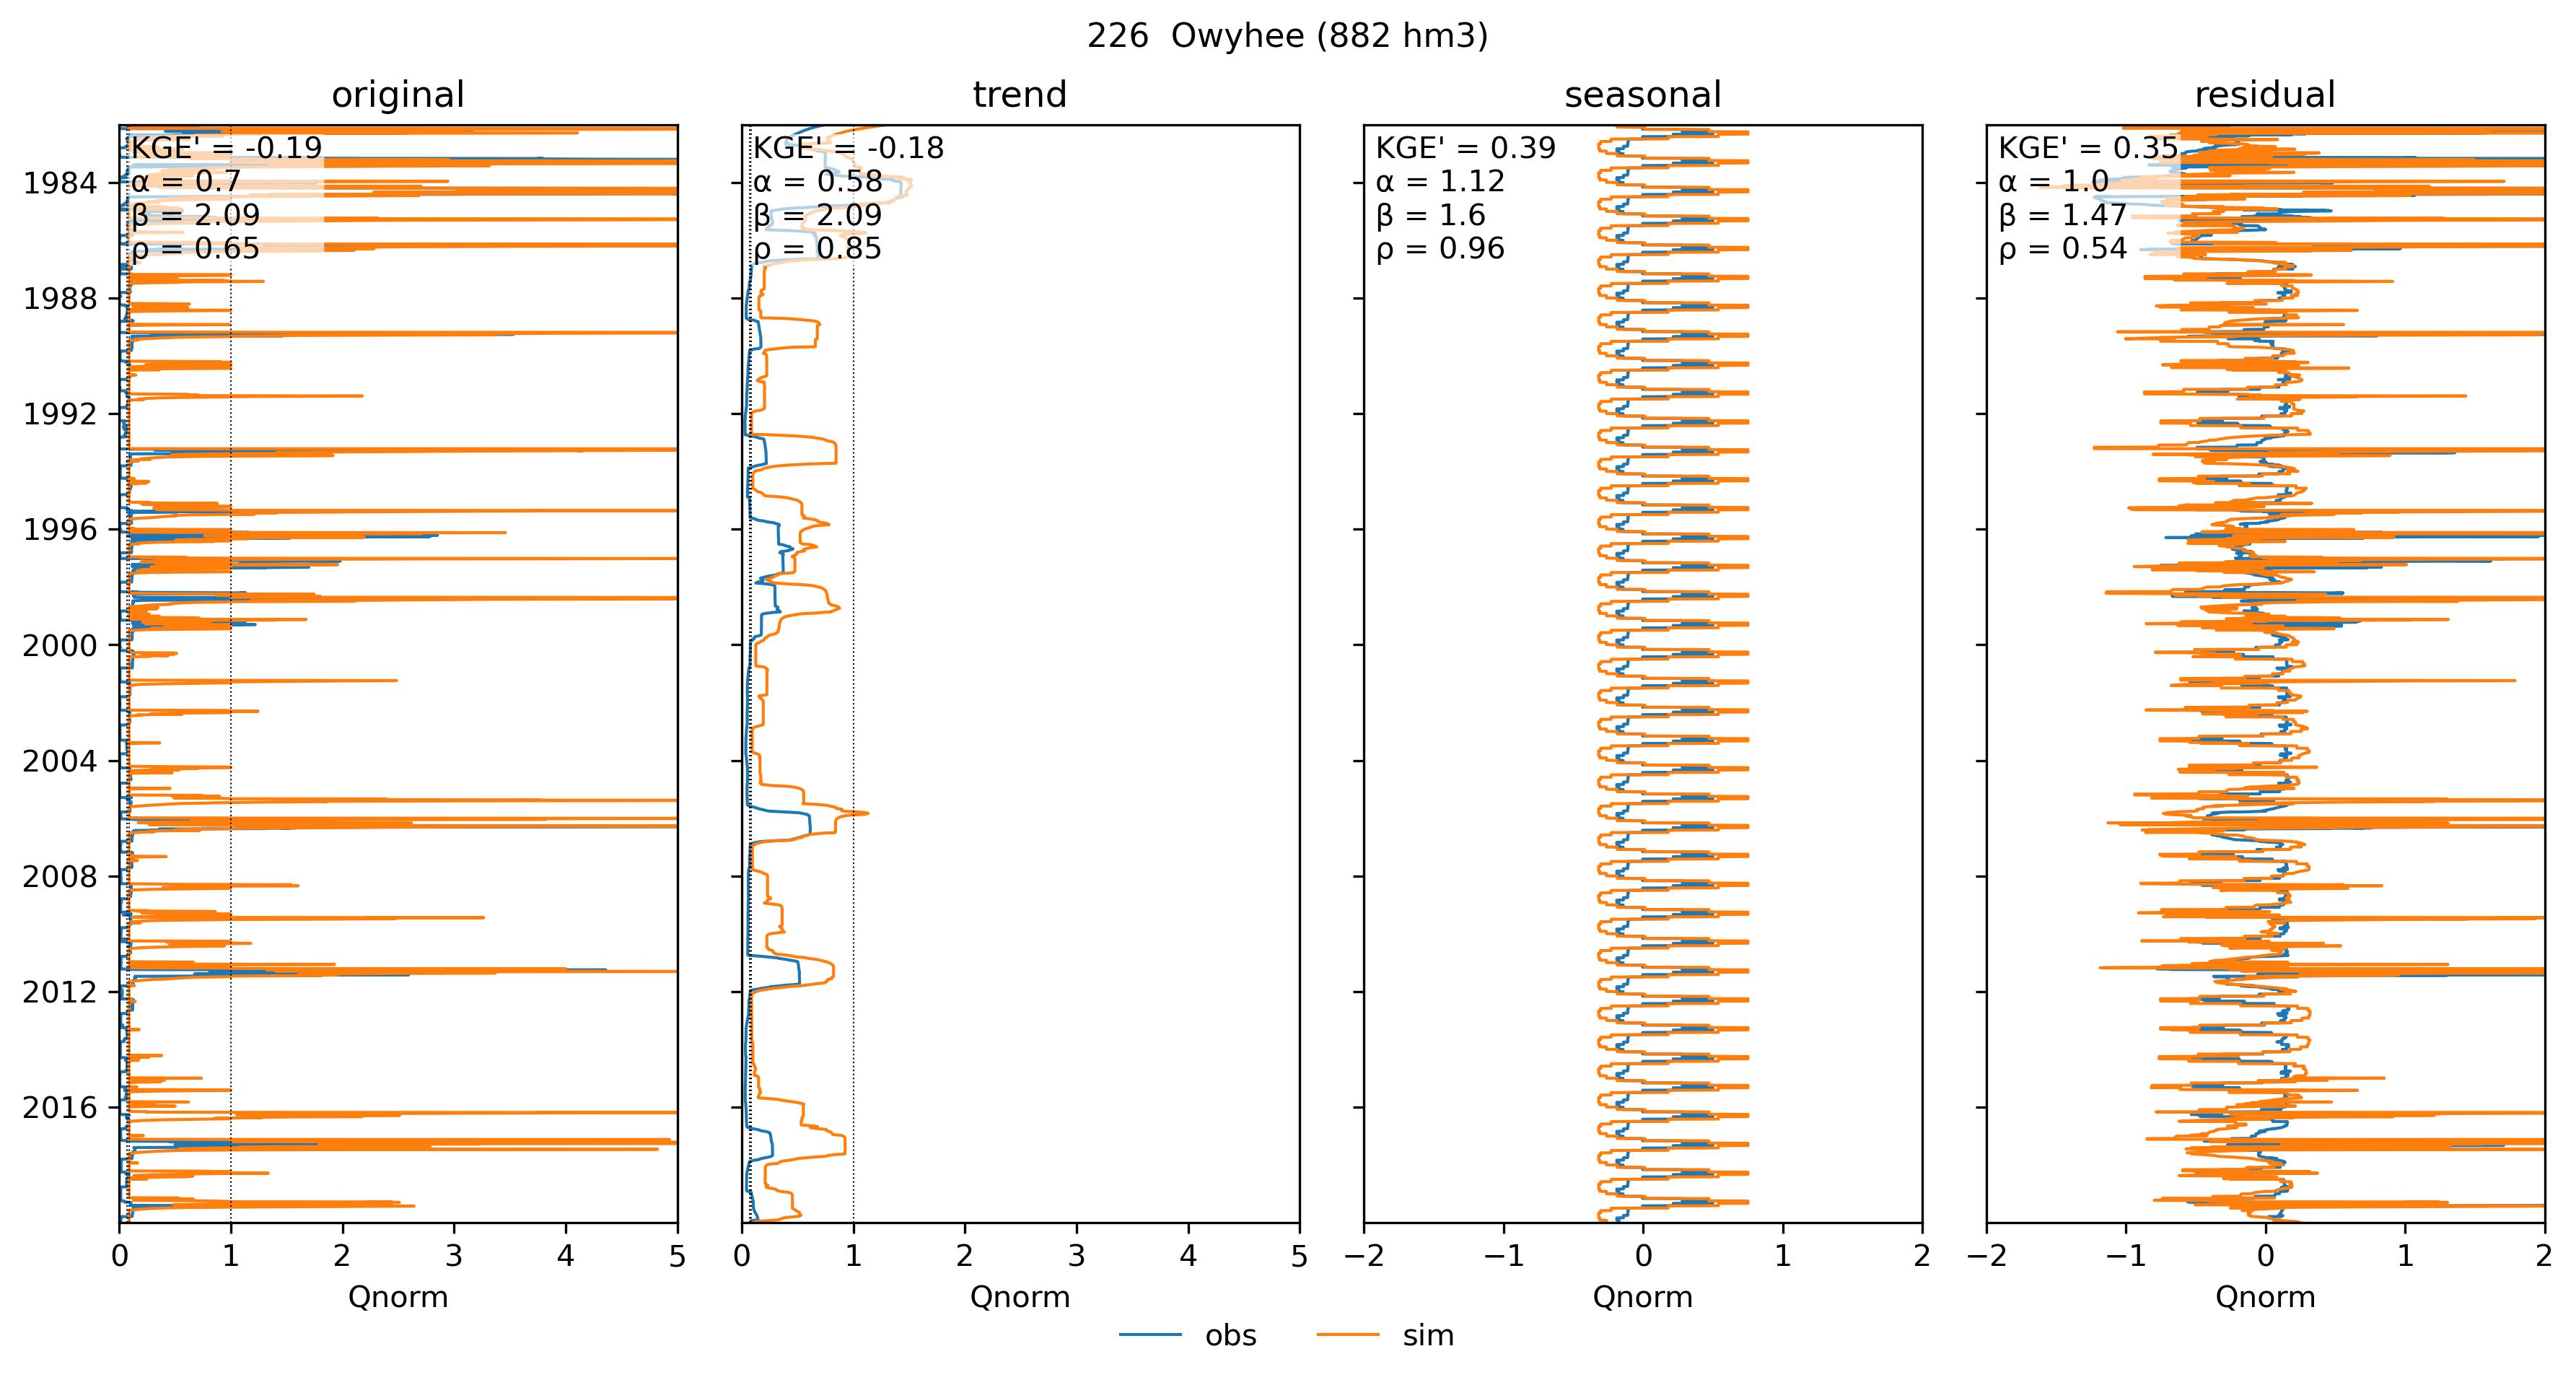 226  Owyhee (882 hm3)
original
trend
seasonal
residual
KGE' = -0.19
α = 0.7
β = 2.09
ρ = 0.65
KGE' = -0.18
α = 0.58
β = 2.09
ρ = 0.85
KGE' = 0.39
α = 1.12
β = 1.6
ρ = 0.96
KGE' = 0.35
α = 1.0
β = 1.47
ρ = 0.54
1984
1988
1992
1996
2000
2004
2008
2012
2016
0 1 2 3 4 5
0 1 2 3 4 5
−2 −1 0 1 2
−2 −1 0 1 2
Qnorm
Qnorm
Qnorm
Qnorm
obs
sim